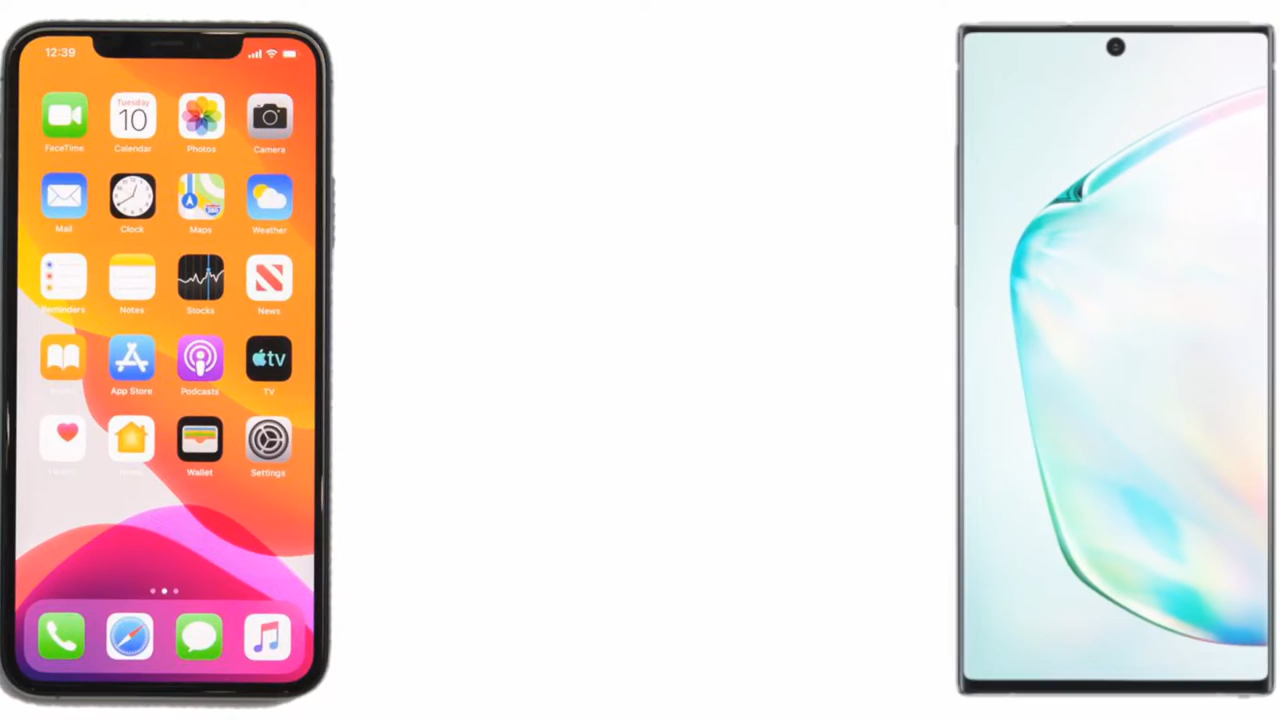 12:39
FaceTime
Tuesday
10
Calendar
Photos
Camera
Mail
Clock
Maps
Weather
Reminders
Notes
Stocks
News
App Store
Podcasts
tv
TV
Wallet
Settings